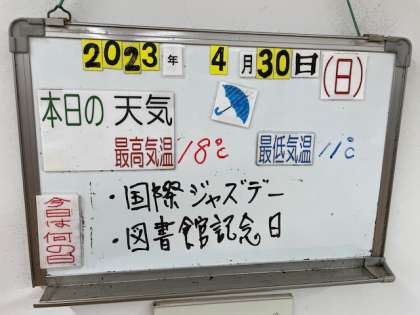 2023年 4月30日(日)
本日の 天気
最高気温 18℃ 最低気温 11℃
今日は何の日
・国際ジャズデー
・図書館記念日